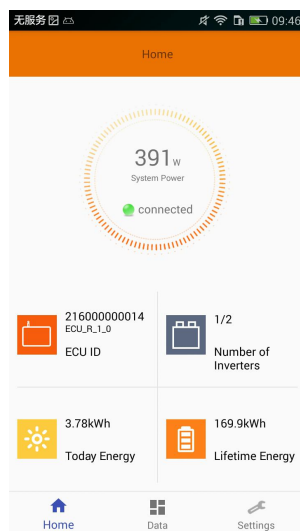 无服务
09:46
Home
391W
System Power
connected
216000000014
ECU_R_1_0
ECU ID
1/2
Number of
Inverters
3.78kWh
Today Energy
169.9kWh
Lifetime Energy
Home
Data
Settings